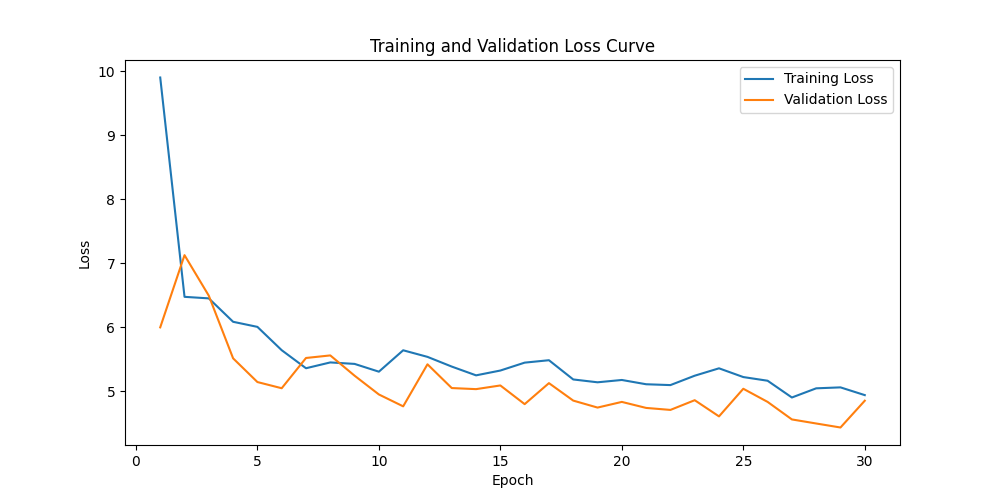 Training and Validation Loss Curve
Training Loss
Validation Loss
Loss
10
9
8
7
6
5
0 5 10 15 20 25 30
Epoch